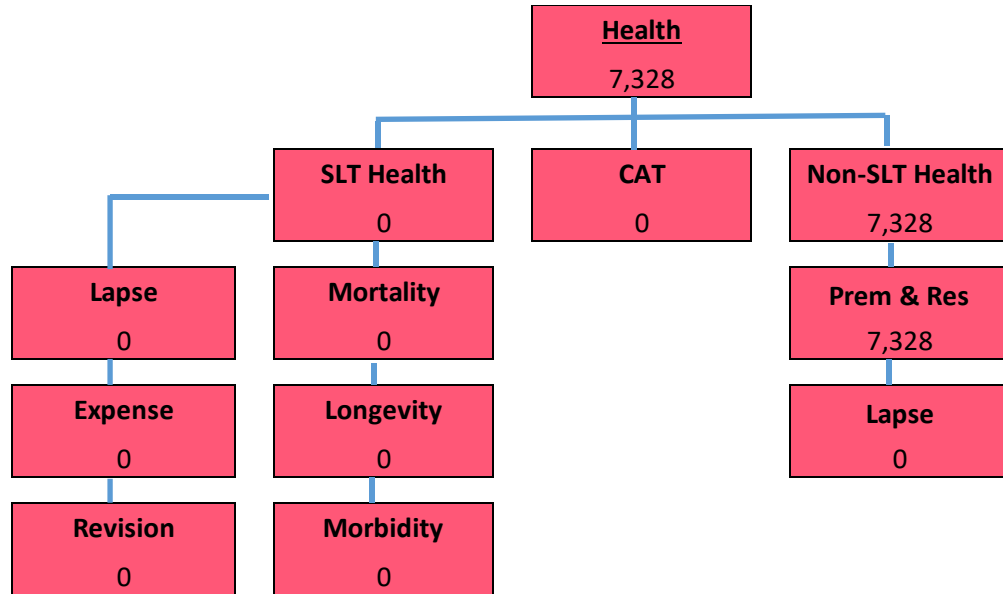 Health
7,328
SLT Health
0
CAT
0
Non-SLT Health
7,328
Lapse
0
Mortality
0
Prem & Res
7,328
Expense
0
Longevity
0
Lapse
0
Revision
0
Morbidity
0